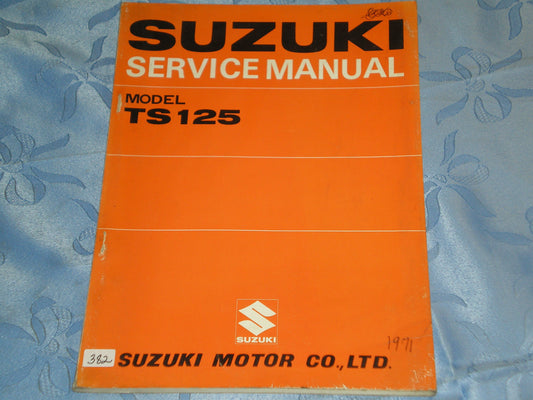 SUZUKI
SERVICE MANUAL
MODEL
TS125
SUZUKI
1971
382
SUZUKI MOTOR CO.,LTD.